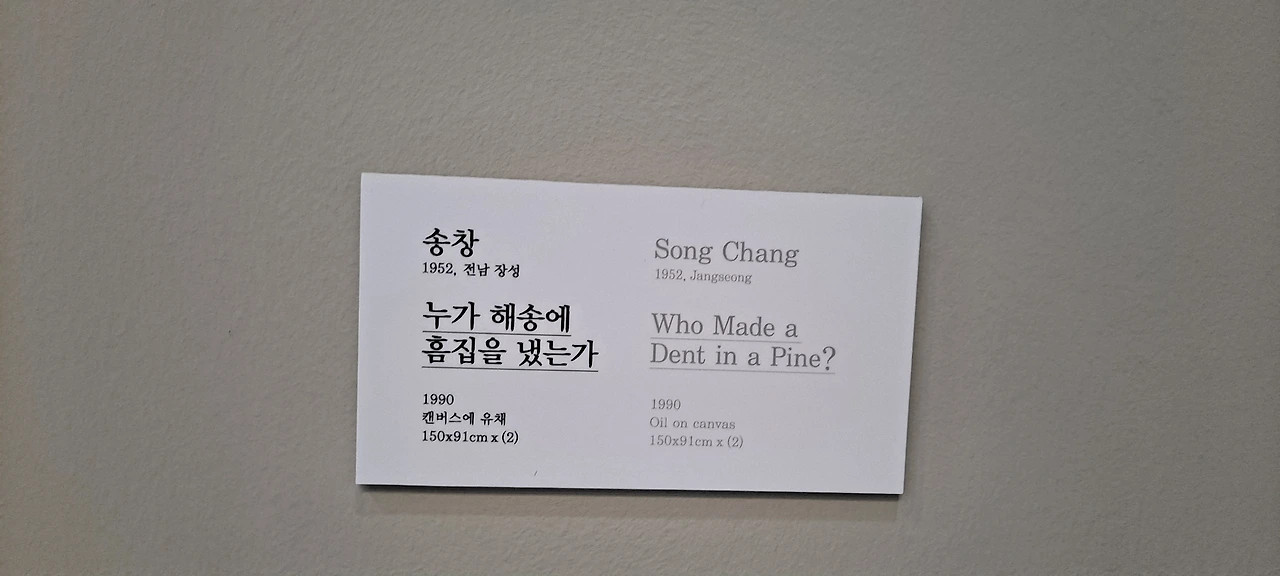 송창
1952, 전남 장성
누가 해송에
흠집을 냈는가
1990
캔버스에 유채
150x91cm x (2)
Song Chang
1952, Jangseong
Who Made a
Dent in a Pine?
1990
Oil on canvas
150x91cm x (2)